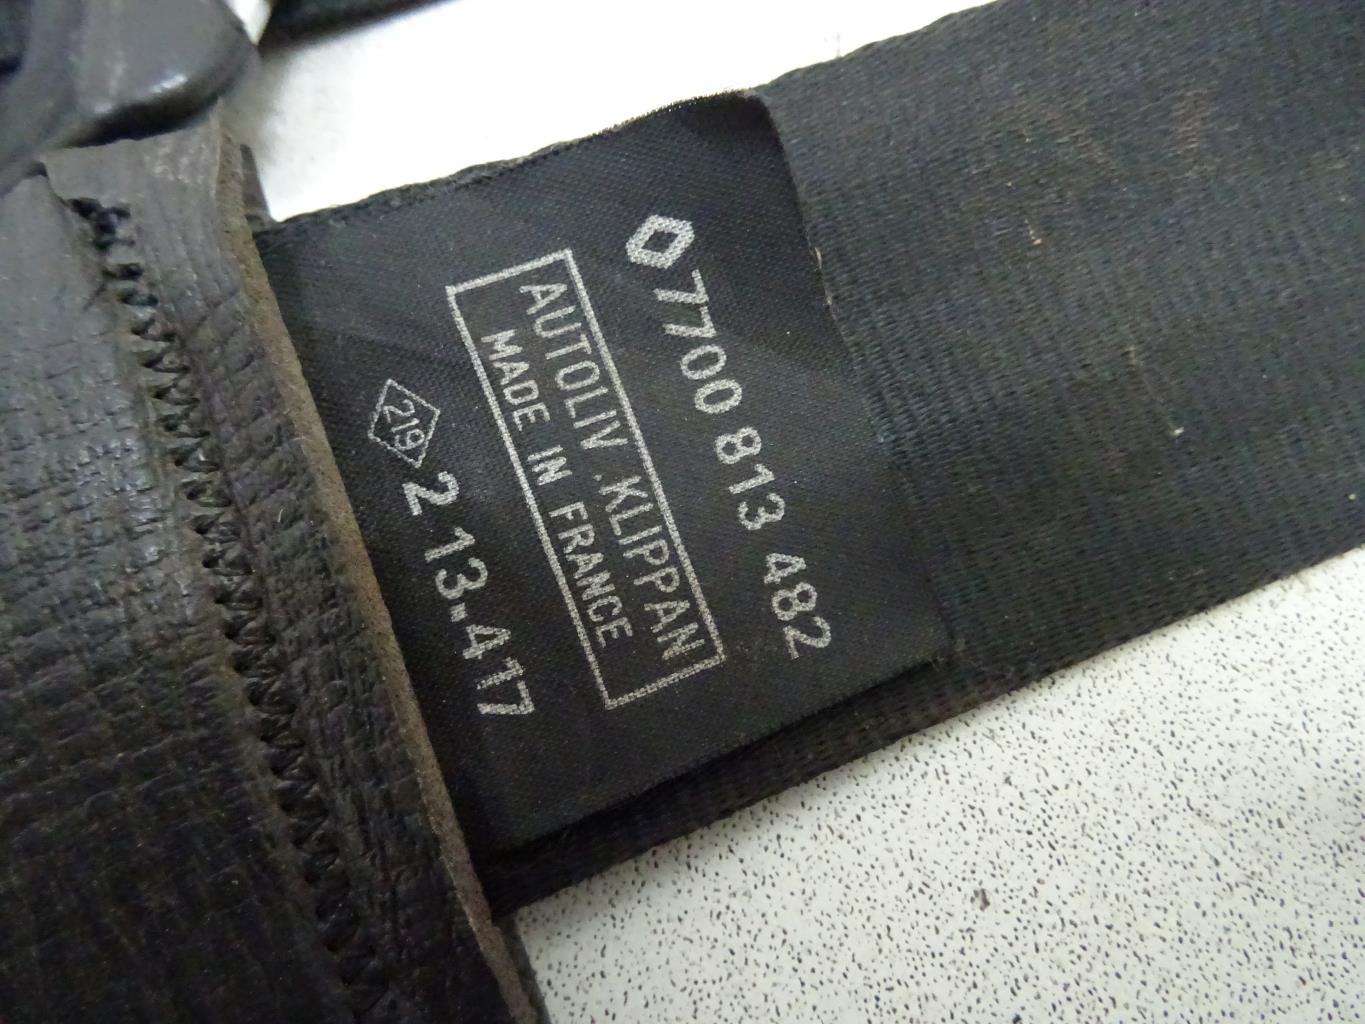 7700 813 482
AUTOLIV .KLIPPAN
MADE IN FRANCE
219 2 13.417